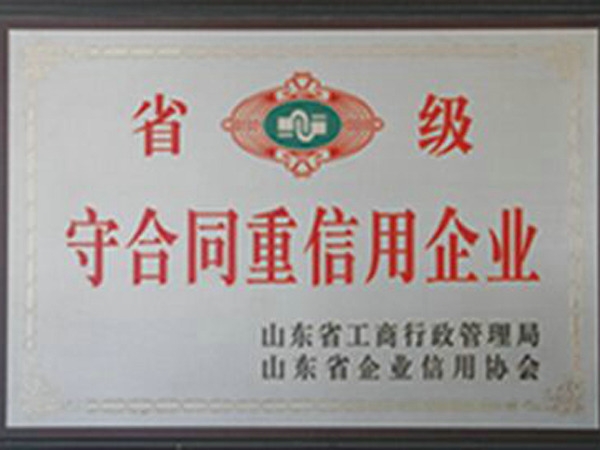 省 级
守合同重信用企业
山东省工商行政管理局
山东省企业信用协会